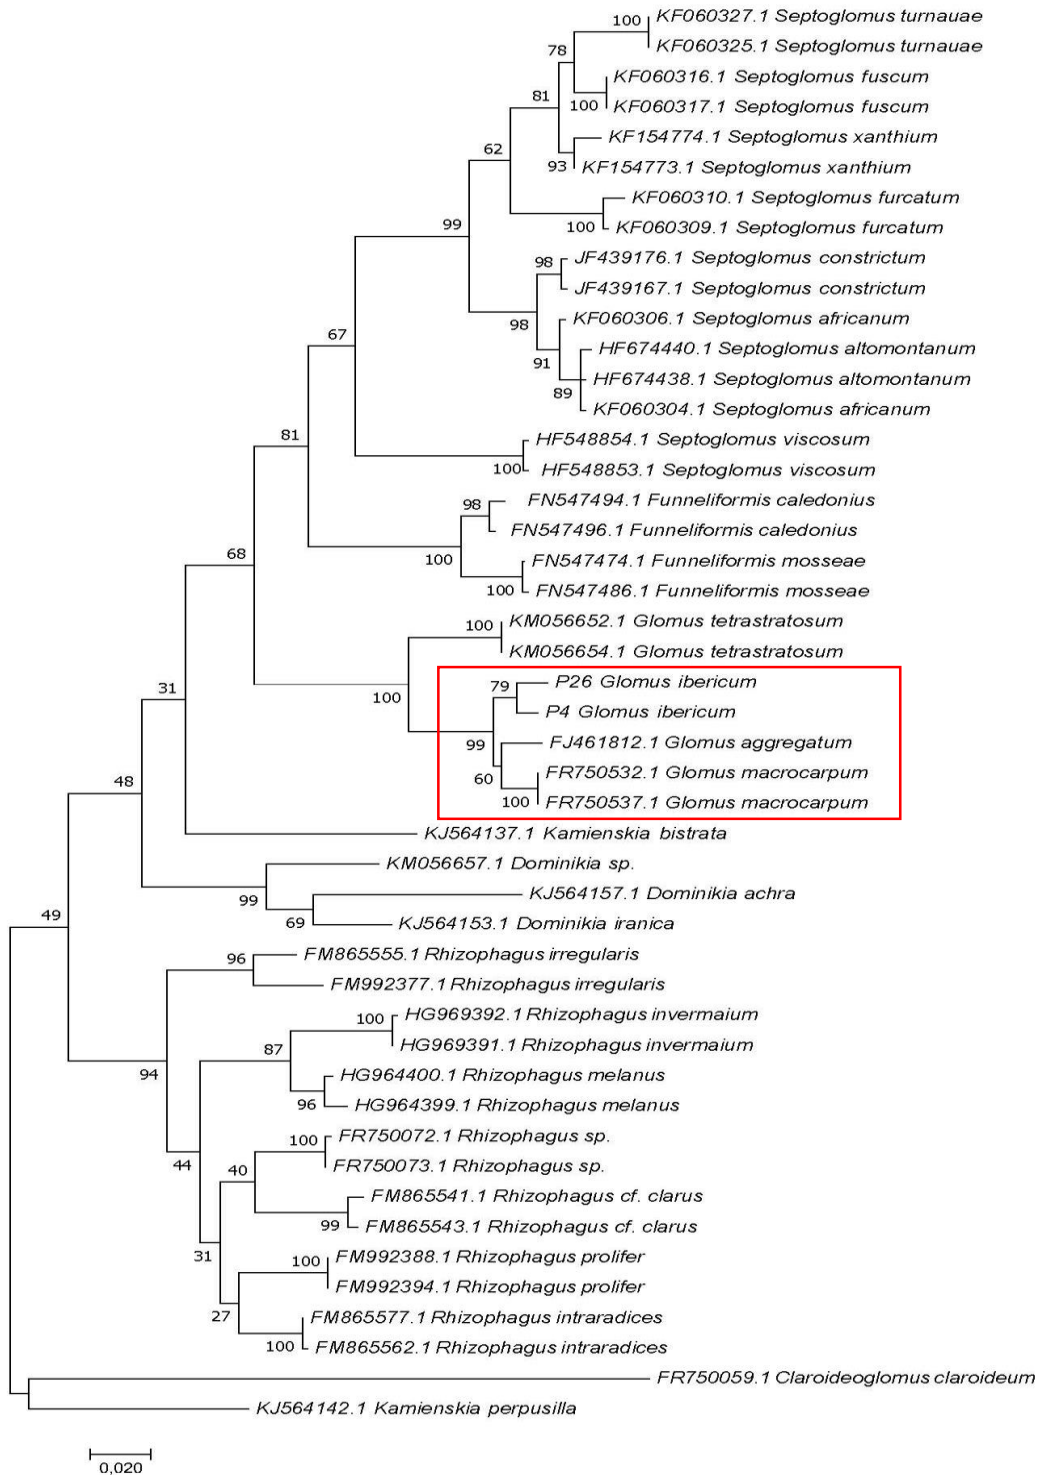 KF060327.1 Septoglomus turnauae
100
KF060325.1 Septoglomus turnauae
78
KF060316.1 Septoglomus fuscum
81
100
KF060317.1 Septoglomus fuscum
KF154774.1 Septoglomus xanthium
62
93
KF154773.1 Septoglomus xanthium
KF060310.1 Septoglomus furcatum
99
100
KF060309.1 Septoglomus furcatum
98
JF439176.1 Septoglomus constrictum
JF439167.1 Septoglomus constrictum
98
KF060306.1 Septoglomus africanum
67
HF674440.1 Septoglomus altomontanum
91
HF674438.1 Septoglomus altomontanum
89
KF060304.1 Septoglomus africanum
81
HF548854.1 Septoglomus viscosum
100
HF548853.1 Septoglomus viscosum
98
FN547494.1 Funneliformis caledonius
FN547496.1 Funneliformis caledonius
68
100
FN547474.1 Funneliformis mosseae
100
FN547486.1 Funneliformis mosseae
100
KM056652.1 Glomus tetrastratosum
KM056654.1 Glomus tetrastratosum
31
100
79
P26 Glomus ibericum
P4 Glomus ibericum
99
FJ461812.1 Glomus aggregatum
48
60
FR750532.1 Glomus macrocarpum
100
FR750537.1 Glomus macrocarpum
KJ564137.1 Kamienskia bistrata
KM056657.1 Dominikia sp.
99
KJ564157.1 Dominikia achra
49
69
KJ564153.1 Dominikia iranica
96
FM865555.1 Rhizophagus irregularis
FM992377.1 Rhizophagus irregularis
100
HG969392.1 Rhizophagus invermaium
87
HG969391.1 Rhizophagus invermaium
94
HG964400.1 Rhizophagus melanus
96
HG964399.1 Rhizophagus melanus
100
FR750072.1 Rhizophagus sp.
44
40
FR750073.1 Rhizophagus sp.
FM865541.1 Rhizophagus cf. clarus
99
FM865543.1 Rhizophagus cf. clarus
31
100
FM992388.1 Rhizophagus prolifer
FM992394.1 Rhizophagus prolifer
27
FM865577.1 Rhizophagus intraradices
100
FM865562.1 Rhizophagus intraradices
FR750059.1 Claroideoglomus claroideum
KJ564142.1 Kamienskia perpusilla
0,020